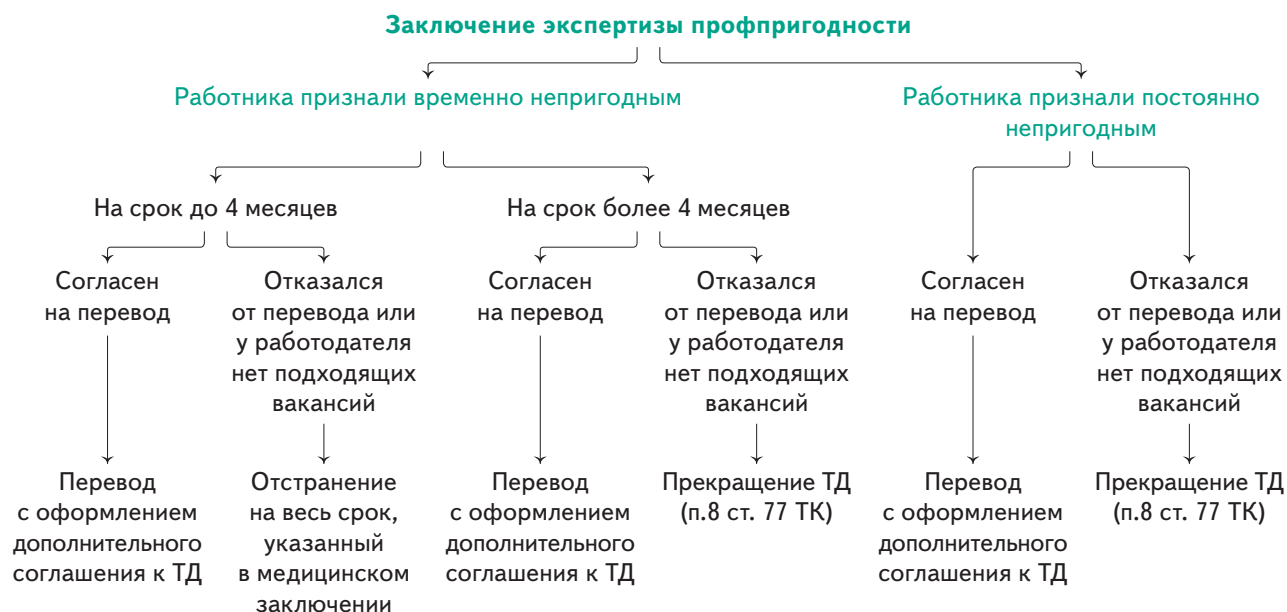 Заключение экспертизы профпригодности
Работника признали временно непригодным
Работника признали постоянно
непригодным
На срок до 4 месяцев
На срок более 4 месяцев
Согласен
на перевод
Отказался
от перевода или
у работодателя
нет подходящих
вакансий
Согласен
на перевод
Отказался
от перевода или
у работодателя
нет подходящих
вакансий
Согласен
на перевод
Отказался
от перевода или
у работодателя
нет подходящих
вакансий
Перевод
с оформлением
дополнительного
соглашения к ТД
Отстранение
на весь срок,
указанный
в медицинском
заключении
Перевод
с оформлением
дополнительного
соглашения к ТД
Прекращение ТД
(п.8 ст. 77 ТК)
Перевод
с оформлением
дополнительного
соглашения к ТД
Прекращение ТД
(п.8 ст. 77 ТК)